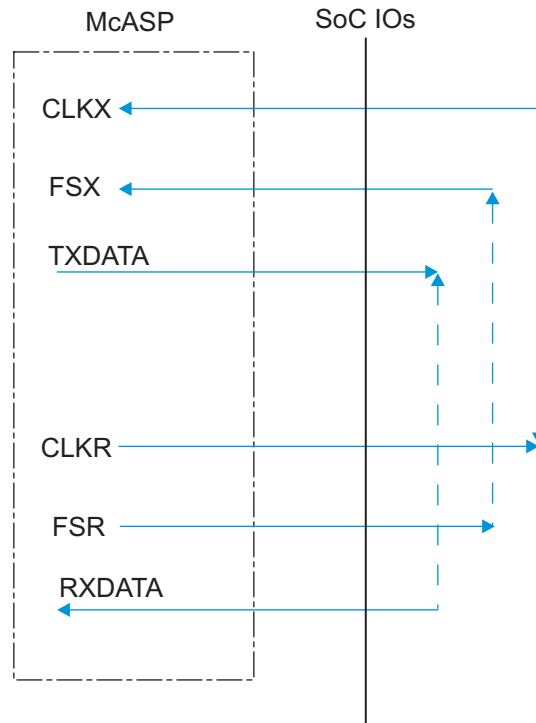 McASP
SoC IOs
CLKX
FSX
TXDATA
CLKR
FSR
RXDATA